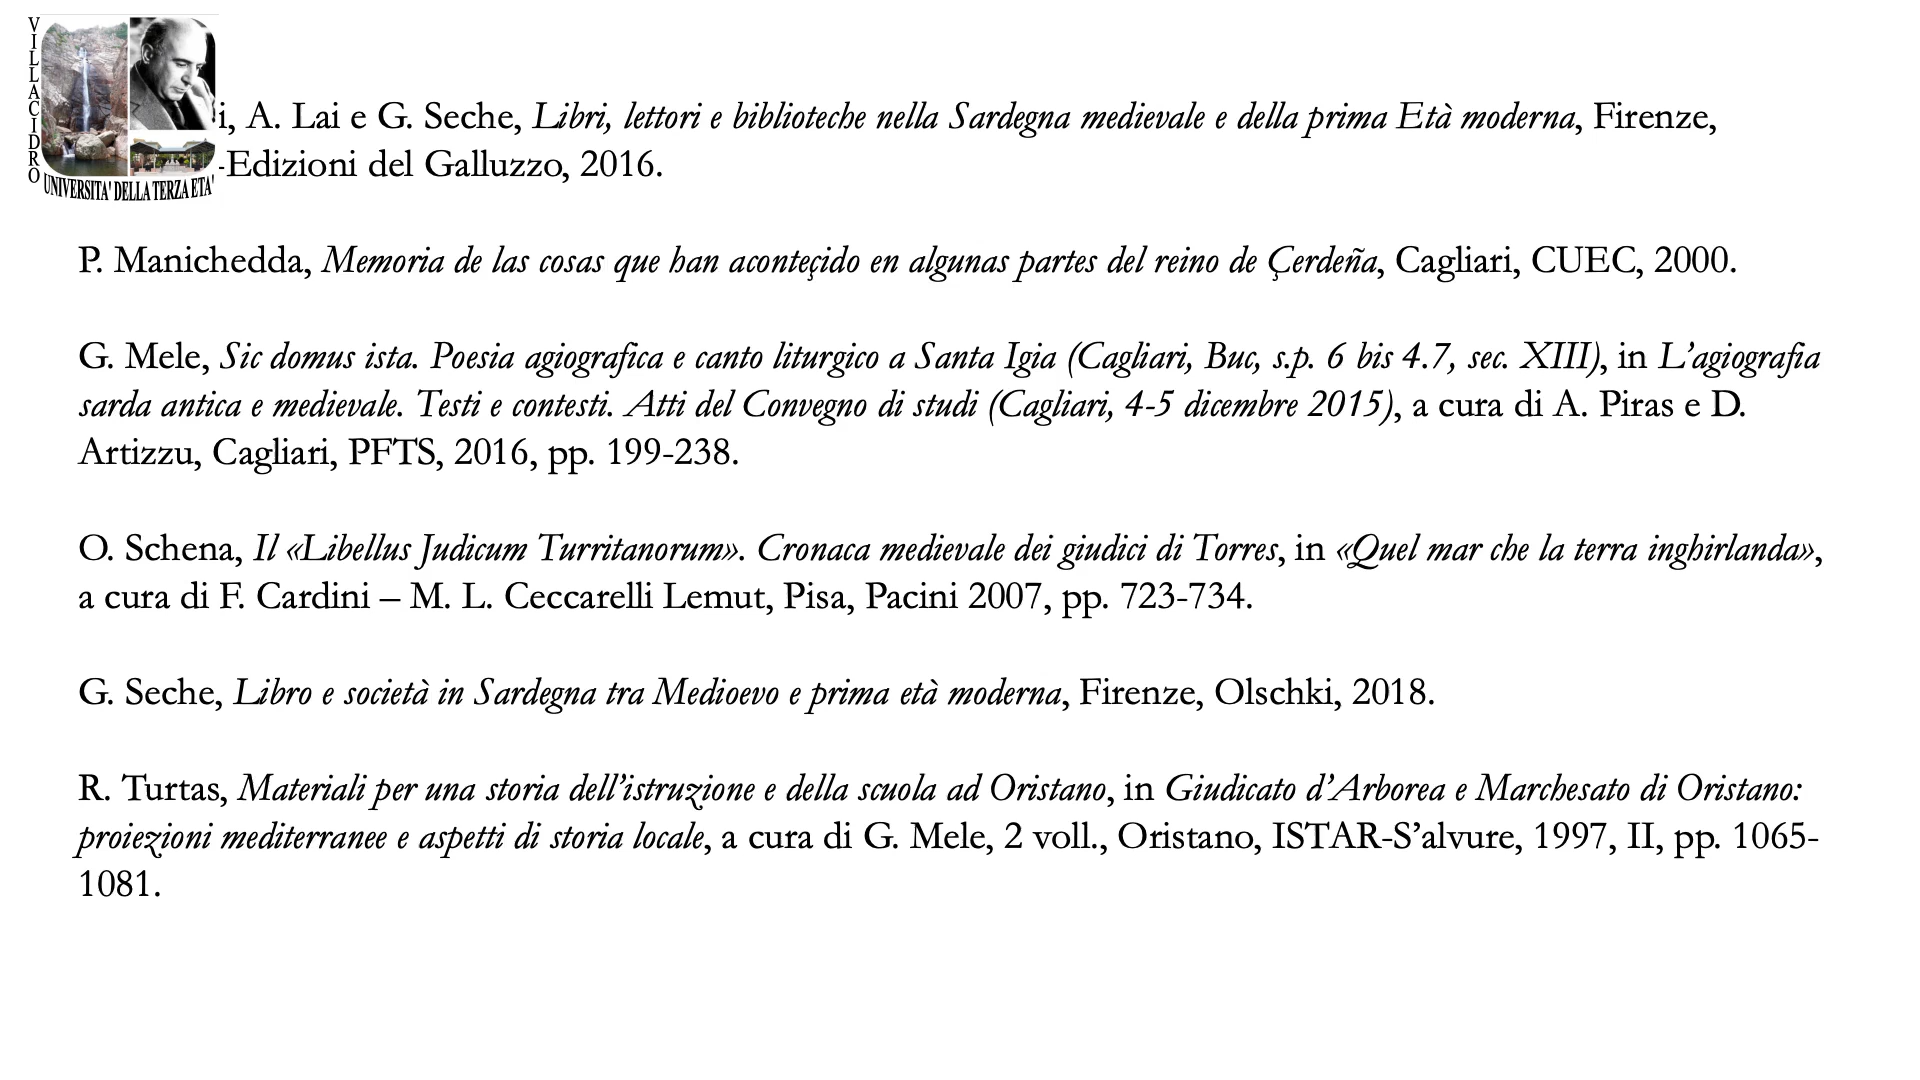 VILLACIDRO
UNIVERSITA' DELLA TERZA ETA'
i, A. Lai e G. Seche, Libri, lettori e biblioteche nella Sardegna medievale e della prima Età moderna, Firenze,
-Edizioni del Galluzzo, 2016.
P. Manichedda, Memoria de las cosas que han aconteçido en algunas partes del reino de Çerdeña, Cagliari, CUEC, 2000.
G. Mele, Sic domus ista. Poesia agiografica e canto liturgico a Santa Igia (Cagliari, Buc, s.p. 6 bis 4.7, sec. XIII), in L’agiografia
sarda antica e medievale. Testi e contesti. Atti del Convegno di studi (Cagliari, 4-5 dicembre 2015), a cura di A. Piras e D.
Artizzu, Cagliari, PFTS, 2016, pp. 199-238.
O. Schena, Il «Libellus Judicum Turritanorum». Cronaca medievale dei giudici di Torres, in «Quel mar che la terra inghirlanda»,
a cura di F. Cardini – M. L. Ceccarelli Lemut, Pisa, Pacini 2007, pp. 723-734.
G. Seche, Libro e società in Sardegna tra Medioevo e prima età moderna, Firenze, Olschki, 2018.
R. Turtas, Materiali per una storia dell’istruzione e della scuola ad Oristano, in Giudicato d’Arborea e Marchesato di Oristano:
proiezioni mediterranee e aspetti di storia locale, a cura di G. Mele, 2 voll., Oristano, ISTAR-S’alvure, 1997, II, pp. 1065-
1081.